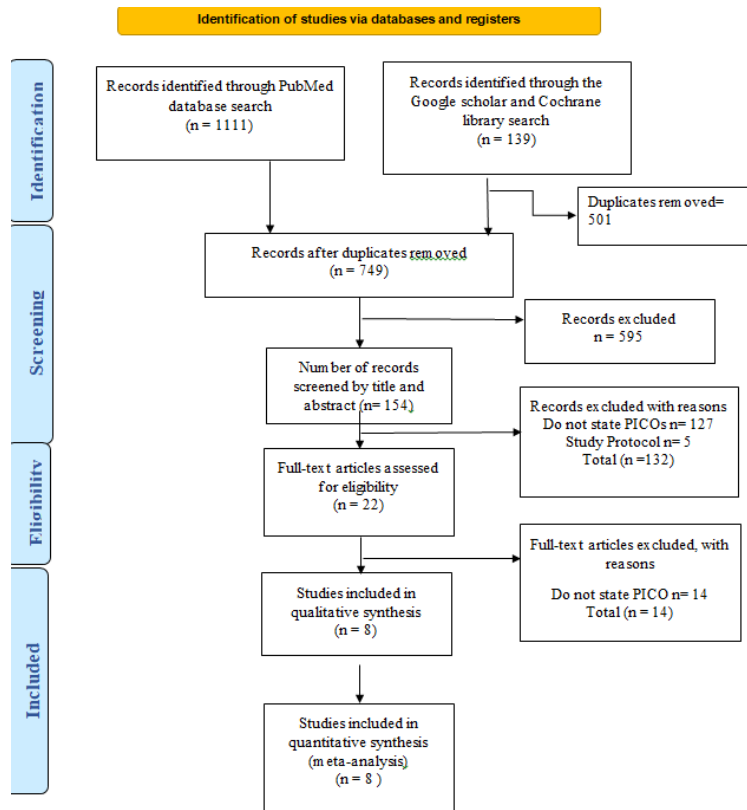 Identification of studies via databases and registers
Identification
Records identified through PubMed
database search
(n = 1111)
Records identified through the
Google scholar and Cochrane
library search
(n = 139)
Duplicates removed=
501
Screening
Records after duplicates removed
(n = 749)
Records excluded
n = 595
Number of records
screened by title and
abstract (n= 154)
Records excluded with reasons
Do not state PICOs n= 127
Study Protocol n= 5
Total (n =132)
Eligibility
Full-text articles assessed
for eligibility
(n = 22)
Full-text articles excluded, with
reasons
Do not state PICO n= 14
Total (n = 14)
Included
Studies included in
qualitative synthesis
(n = 8)
Studies included in
quantitative synthesis
(meta-analysis)
(n = 8 )